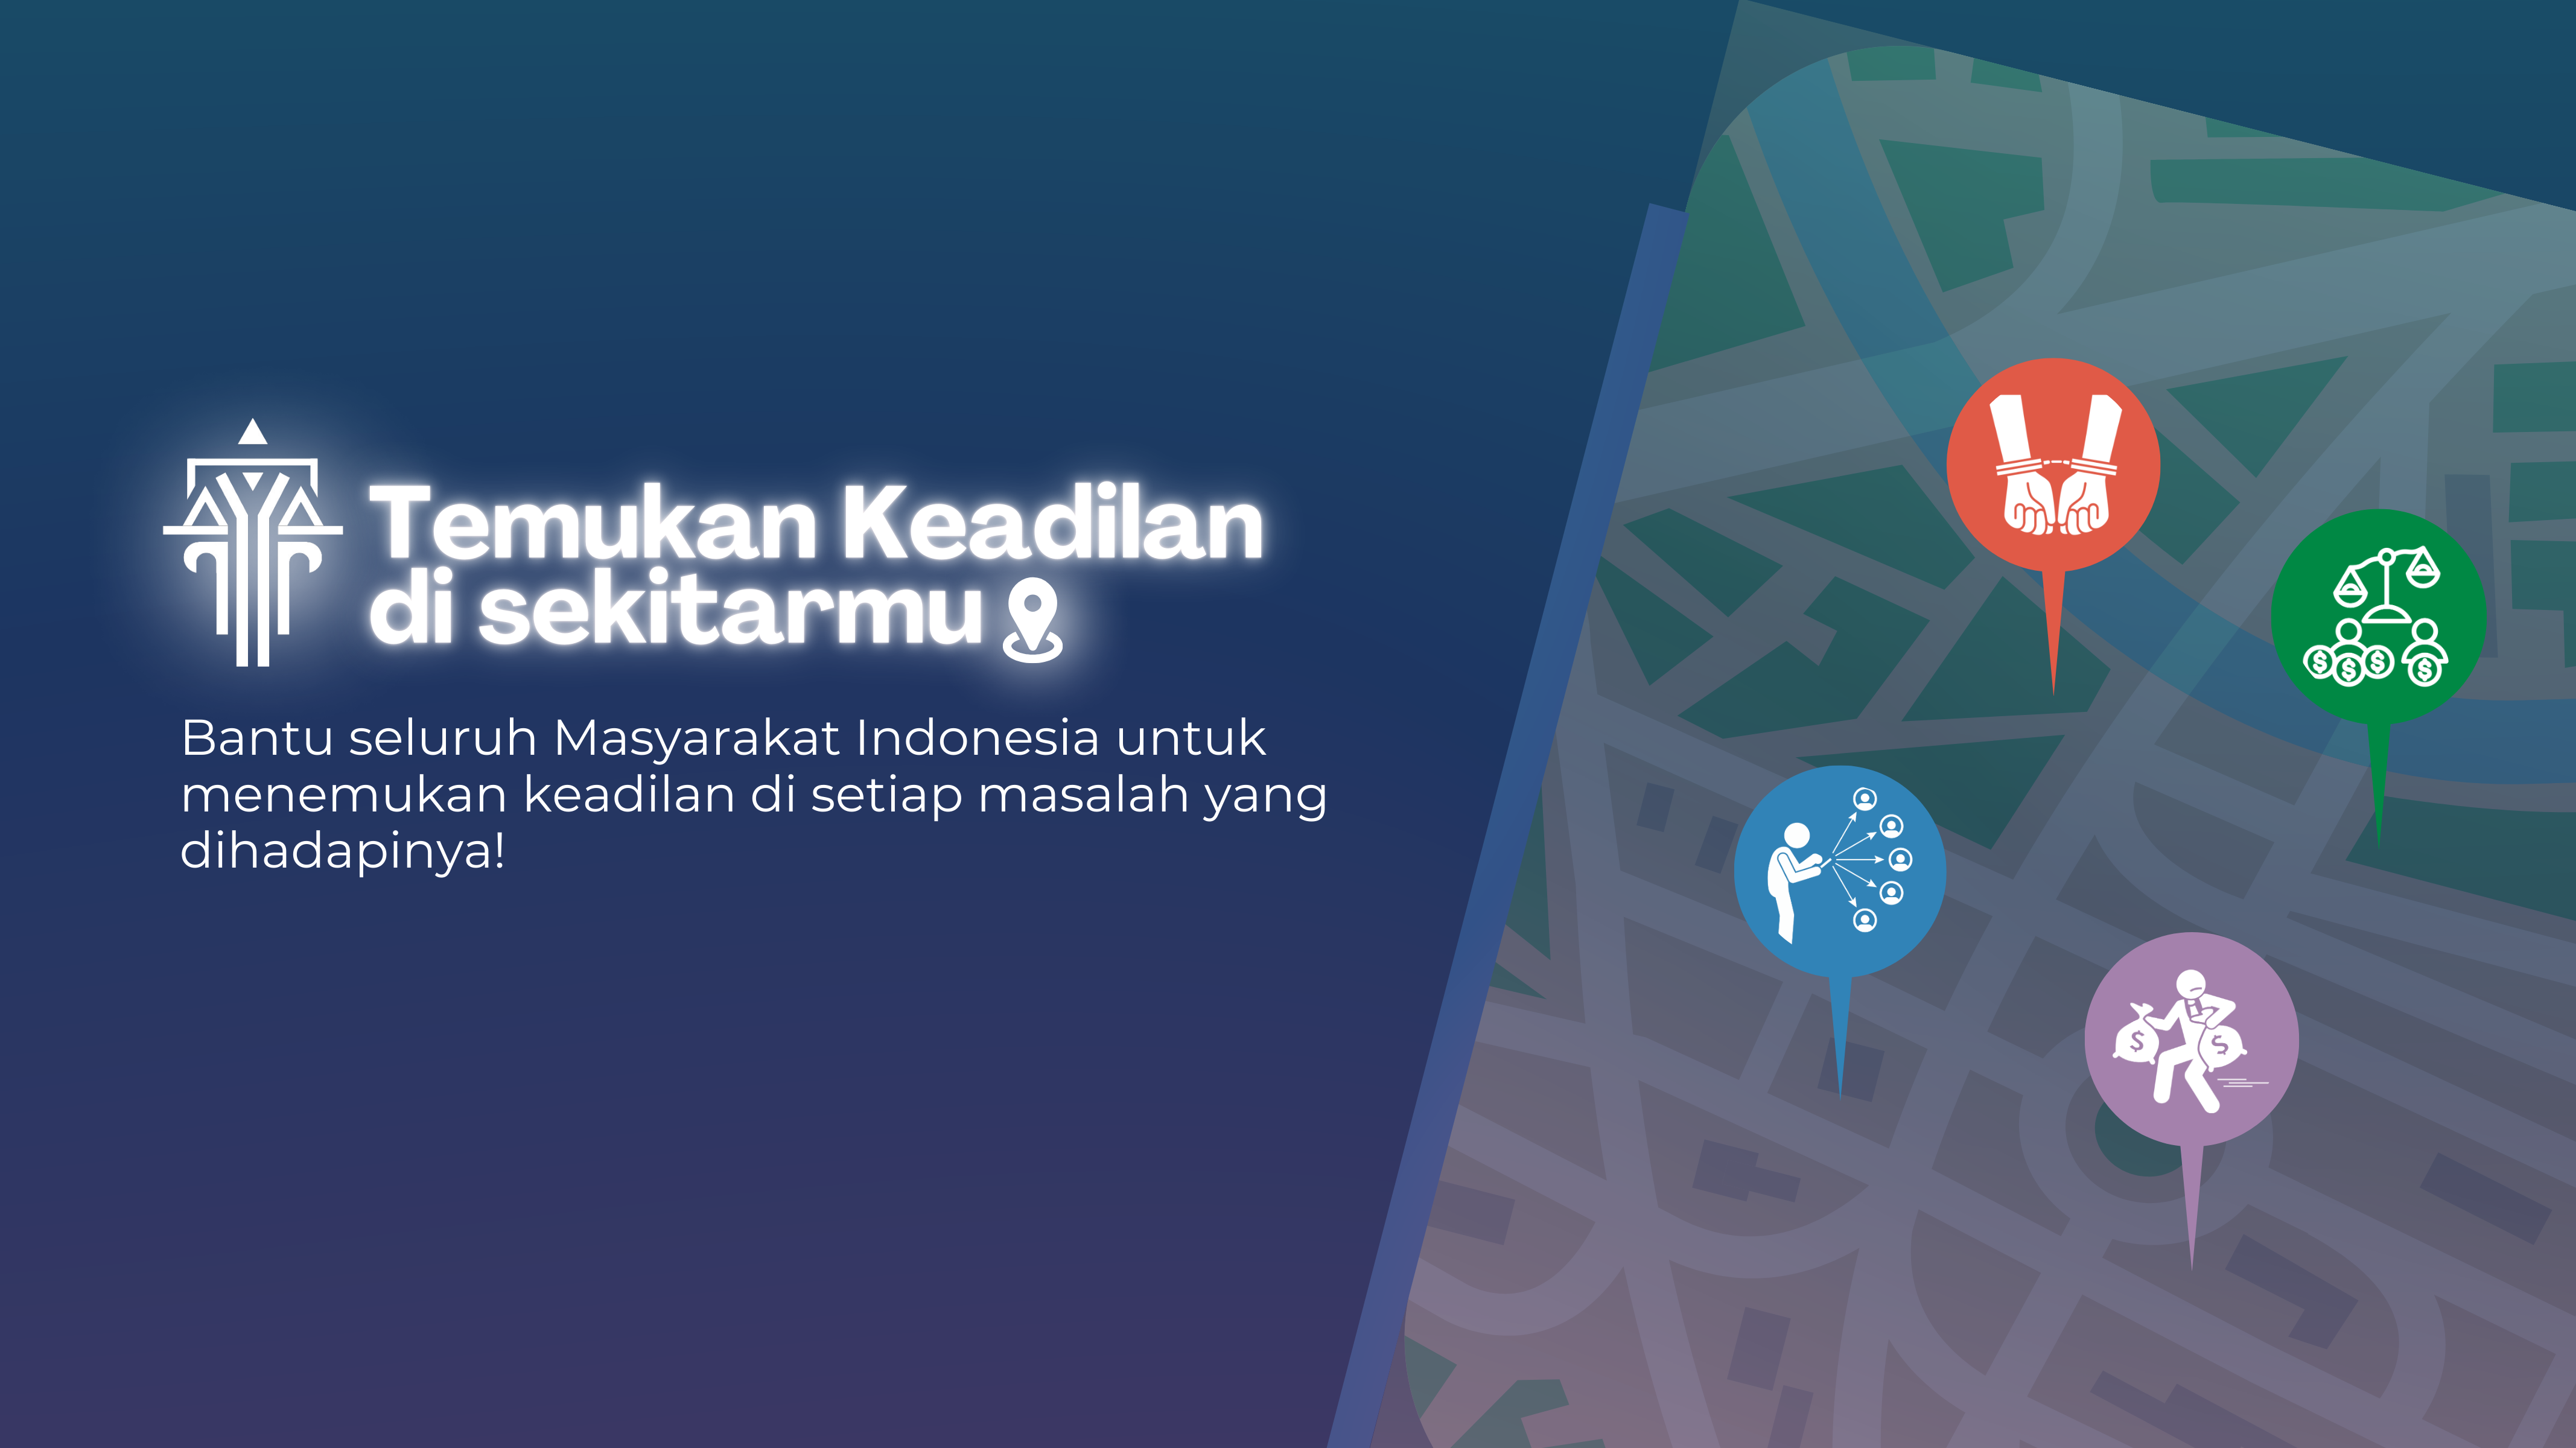 Temukan Keadilan
di sekitarmu
Bantu seluruh Masyarakat Indonesia untuk
menemukan keadilan di setiap masalah yang
dihadapinya!